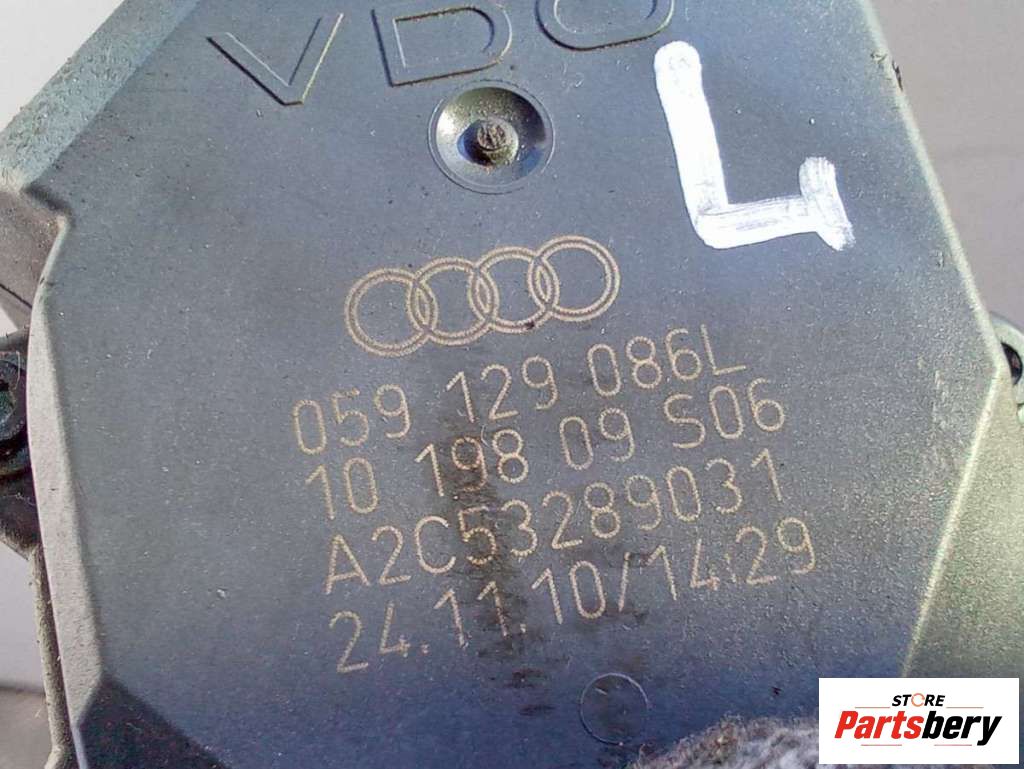 VDO
L
059 129 086L
10 198 09 S06
A2C53289031
24.11.10/14:29
STORE
Partsbery